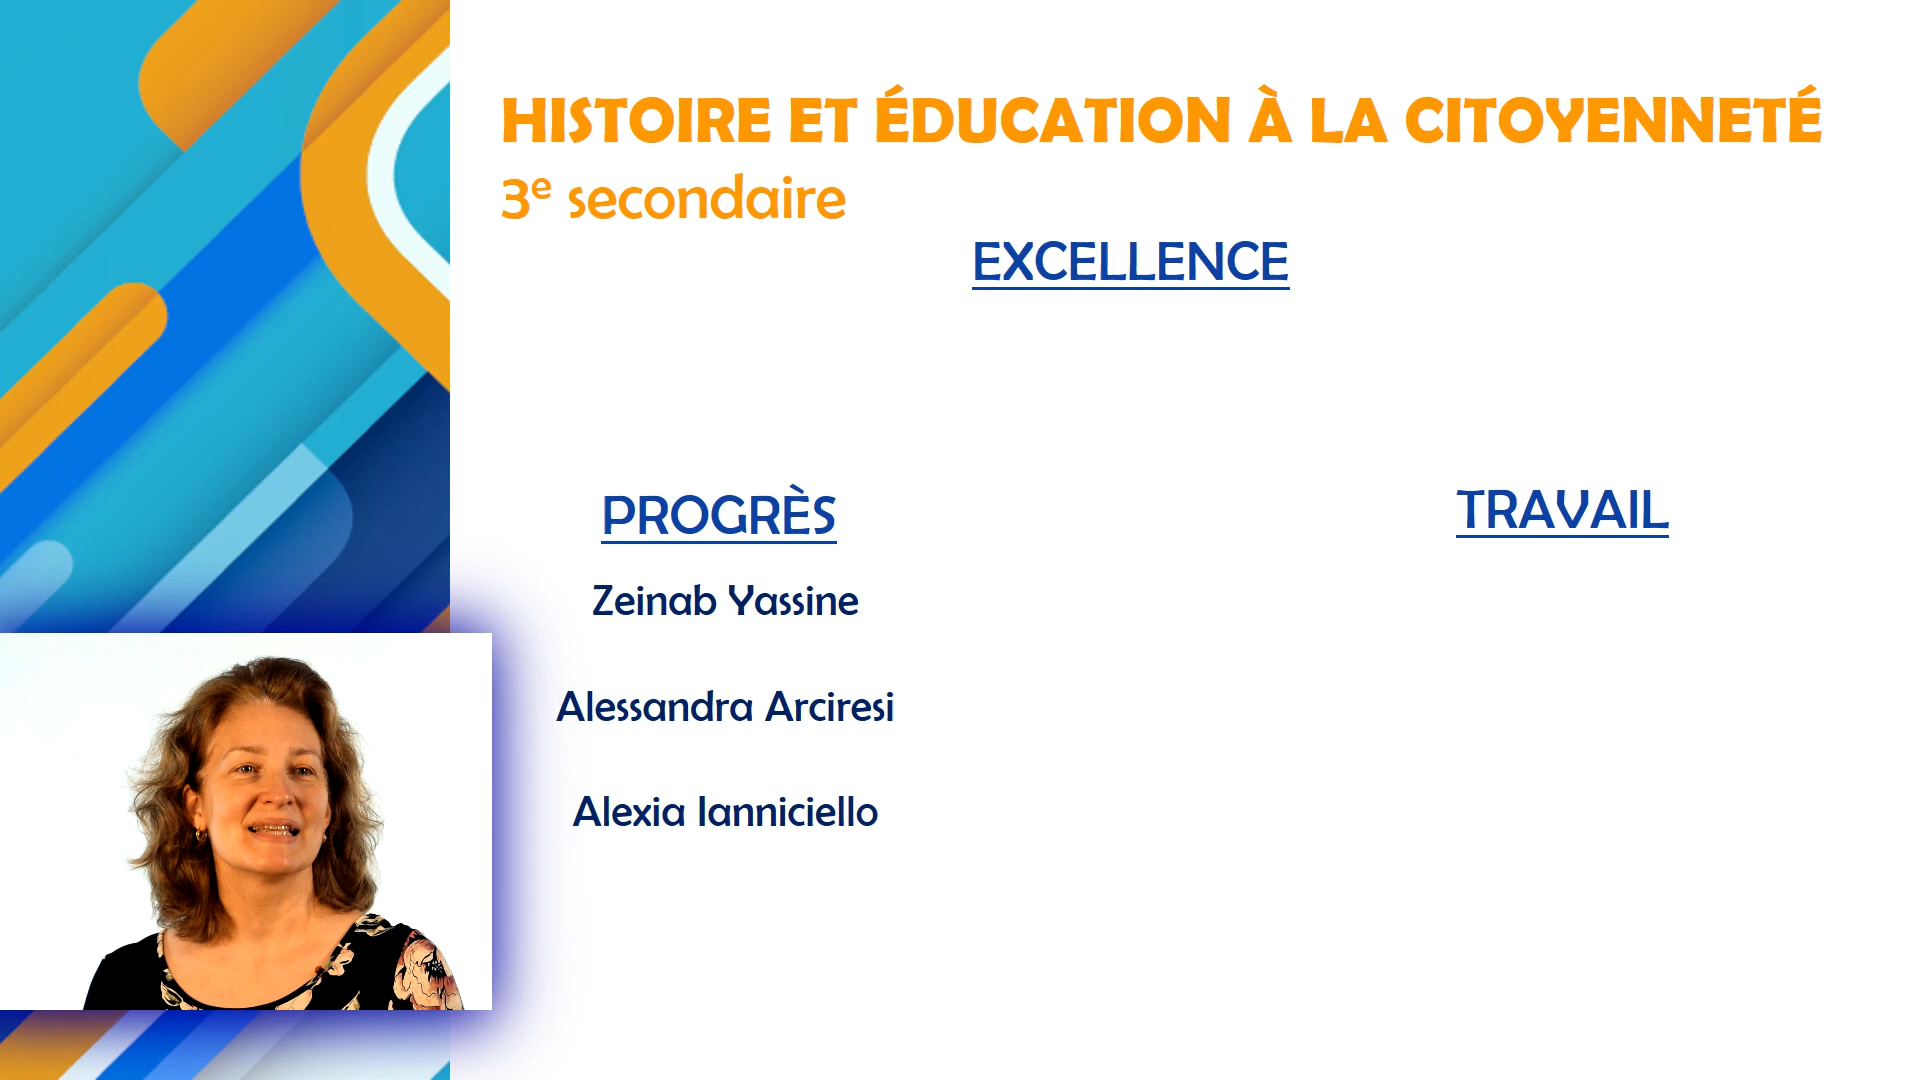 HISTOIRE ET ÉDUCATION À LA CITOYENNETÉ
3e secondaire
EXCELLENCE
PROGRÈS
TRAVAIL
Zeinab Yassine
Alessandra Arciresi
Alexia Ianniciello